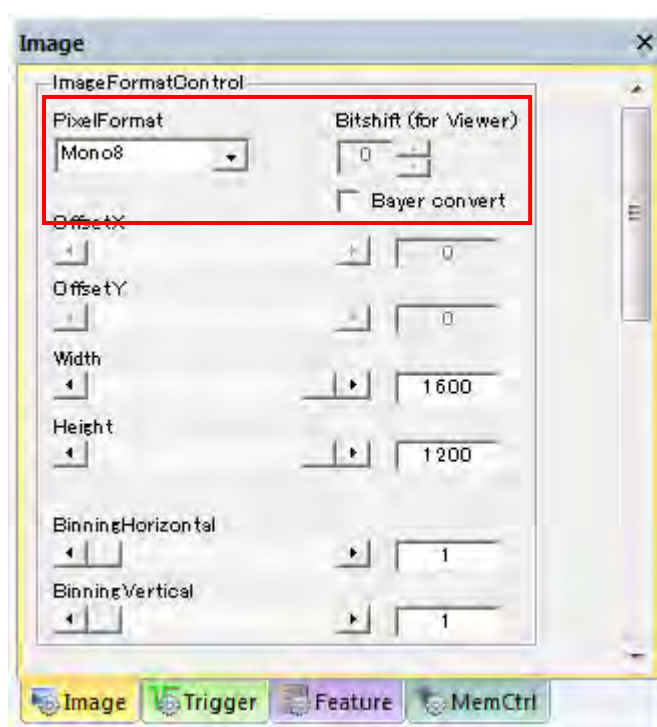 Image
ImageFormatControl
PixelFormat Bitshift (for Viewer)
Mono8 0
Bayer convert
OffsetX
0
OffsetY
0
Width
1600
Height
1200
BinningHorizontal
1
BinningVertical
1
Image Trigger Feature MemCtrl